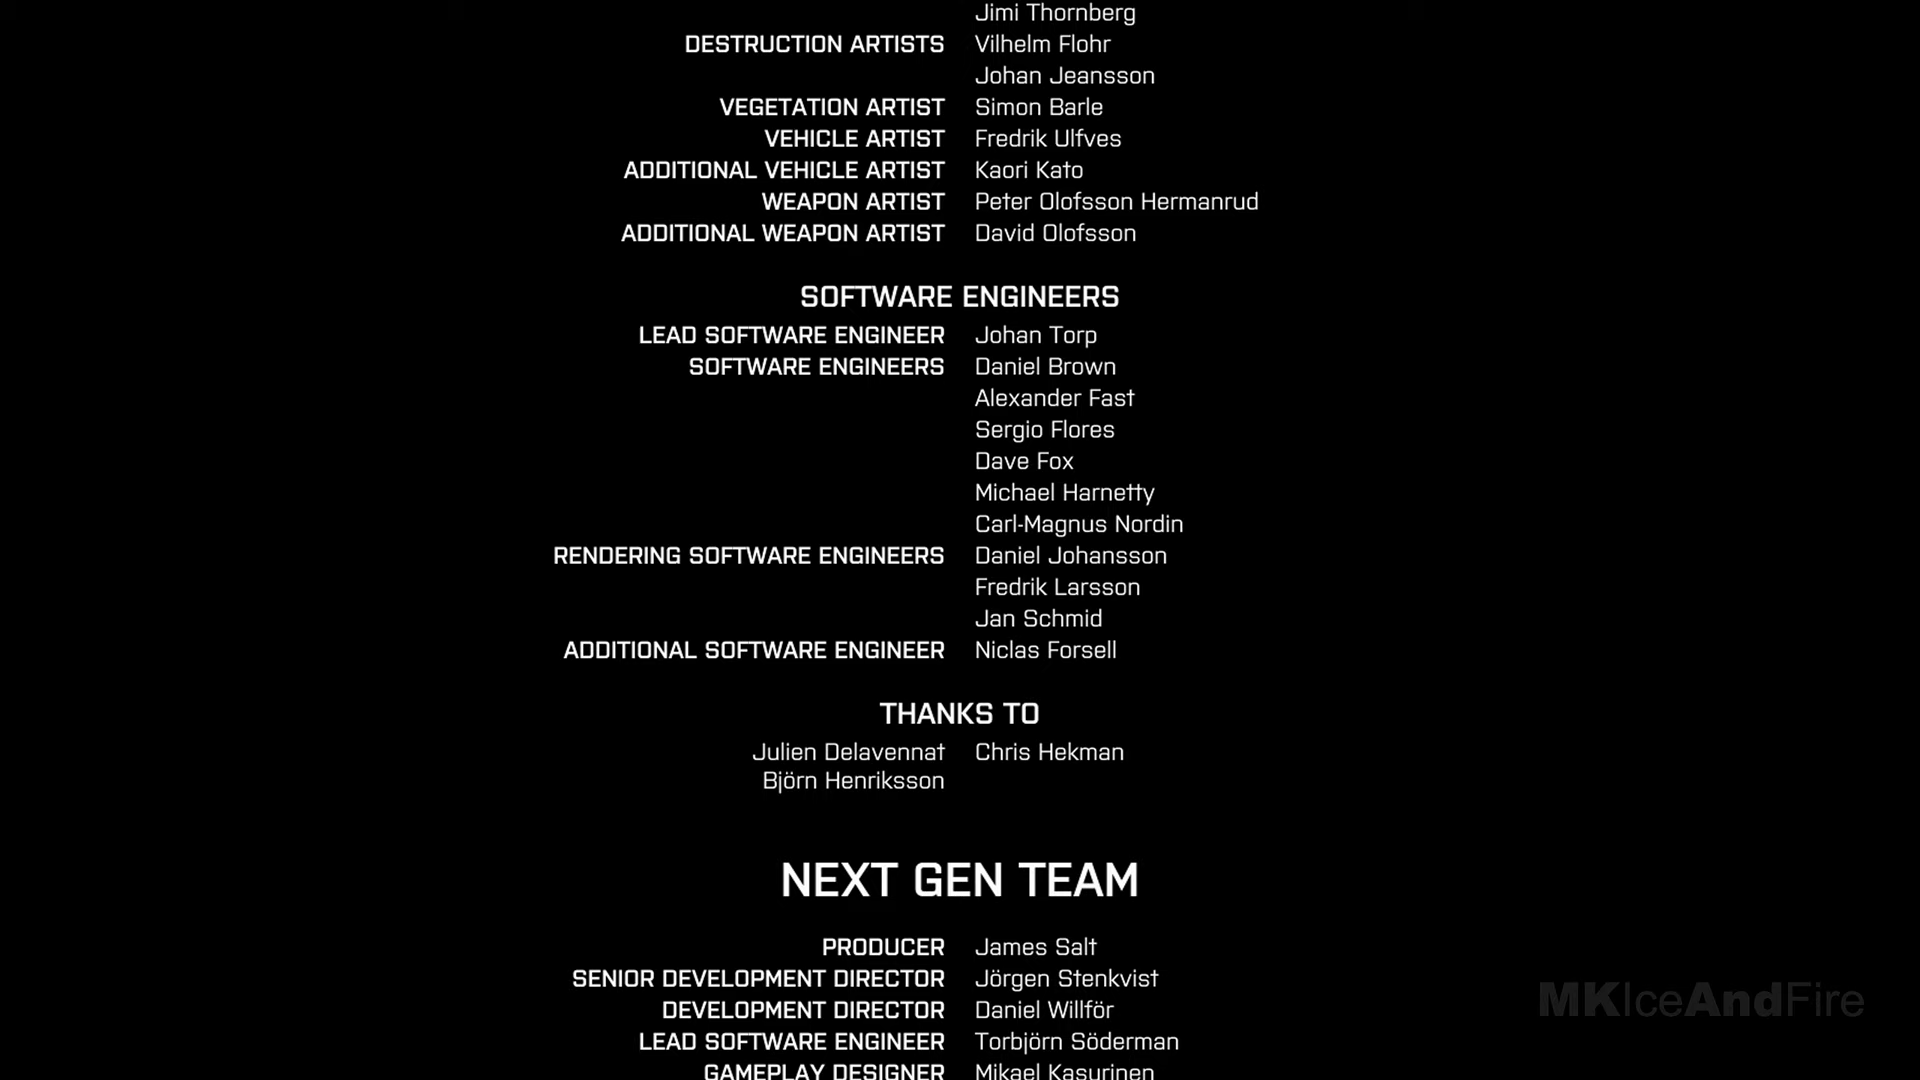 Jimi Thornberg
DESTRUCTION ARTISTS Vilhelm Flohr
Johan Jeansson
VEGETATION ARTIST Simon Barle
VEHICLE ARTIST Fredrik Ulfves
ADDITIONAL VEHICLE ARTIST Kaori Kato
WEAPON ARTIST Peter Olofsson Hermanrud
ADDITIONAL WEAPON ARTIST David Olofsson
SOFTWARE ENGINEERS
LEAD SOFTWARE ENGINEER Johan Torp
SOFTWARE ENGINEERS Daniel Brown
Alexander Fast
Sergio Flores
Dave Fox
Michael Harnetty
Carl-Magnus Nordin
RENDERING SOFTWARE ENGINEERS Daniel Johansson
Fredrik Larsson
Jan Schmid
ADDITIONAL SOFTWARE ENGINEER Niclas Forsell
THANKS TO
Julien Delavennat Chris Hekman
Björn Henriksson
NEXT GEN TEAM
PRODUCER James Salt
SENIOR DEVELOPMENT DIRECTOR Jörgen Stenkvist
DEVELOPMENT DIRECTOR Daniel Willför
LEAD SOFTWARE ENGINEER Torbjörn Söderman
GAMEPLAY DESIGNER Mikael Kasurinen
MKIceAndFire